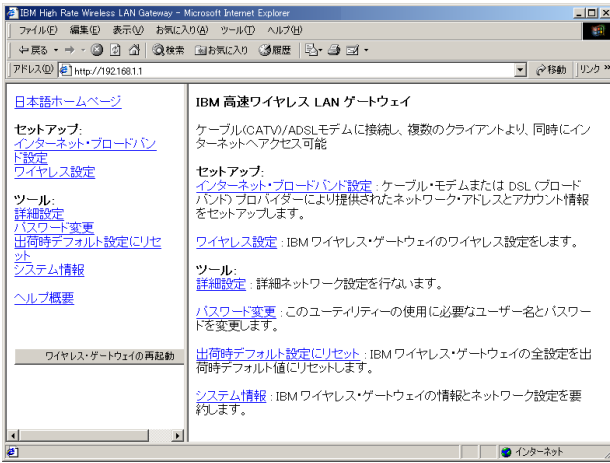 IBM High Rate Wireless LAN Gateway - Microsoft Internet Explorer
ファイル(F) 編集(E) 表示(V) お気に入り(A) ツール(T) ヘルプ(H)
戻る 検索 お気に入り 履歴
アドレス(D) http://192.168.1.1 移動 リンク »
日本語ホームページ
セットアップ:
インターネット・ブロードバン
ド設定
ワイヤレス設定
ツール:
詳細設定
パスワード変更
出荷時デフォルト設定にリセ
ット
システム情報
ヘルプ概要
ワイヤレス・ゲートウェイの再起動
IBM 高速ワイヤレス LAN ゲートウェイ
ケーブル(CATV)/ADSLモデムに接続し、複数のクライアントより、同時にイン
ターネットへアクセス可能
セットアップ:
インターネット・ブロードバンド設定 : ケーブル・モデムまたは DSL (ブロード
バンド) プロバイダーにより提供されたネットワーク・アドレスとアカウント情報
をセットアップします。
ワイヤレス設定 : IBM ワイヤレス・ゲートウェイのワイヤレス設定をします。
ツール:
詳細設定 : 詳細ネットワーク設定を行ないます。
パスワード変更 : このユーティリティーの使用に必要なユーザー名とパスワー
ドを変更します。
出荷時デフォルト設定にリセット : IBM ワイヤレス・ゲートウェイの全設定を出
荷時デフォルト値にリセットします。
システム情報 : IBM ワイヤレス・ゲートウェイの情報とネットワーク設定を要
約します。
インターネット